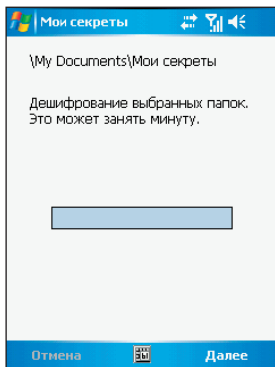 Мои секреты
\My Documents\Мои секреты
Дешифрование выбранных папок.
Это может занять минуту.
Отмена
Далее